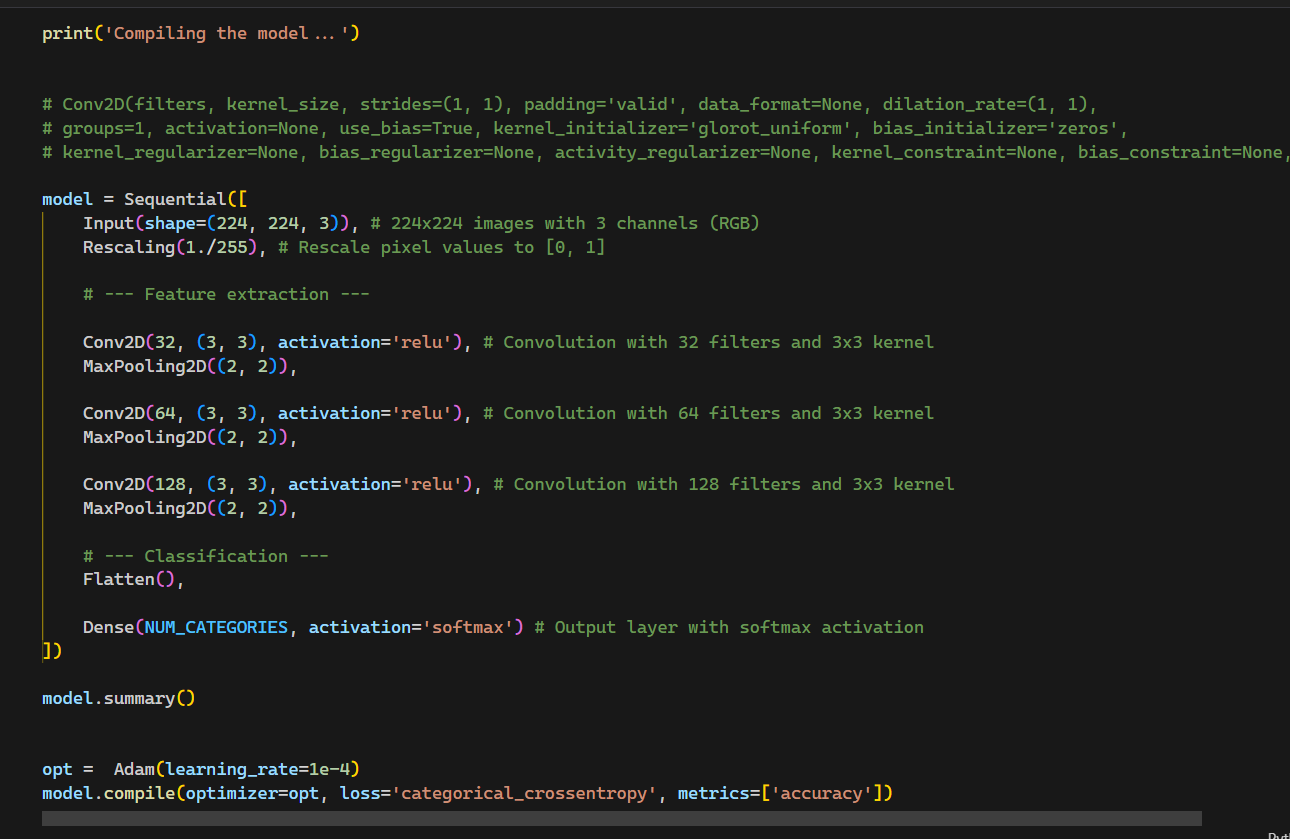 print('Compiling the model...')
# Conv2D(filters, kernel_size, strides=(1, 1), padding='valid', data_format=None, dilation_rate=(1, 1),
# groups=1, activation=None, use_bias=True, kernel_initializer='glorot_uniform', bias_initializer='zeros',
# kernel_regularizer=None, bias_regularizer=None, activity_regularizer=None, kernel_constraint=None, bias_constraint=None,
model = Sequential([
    Input(shape=(224, 224, 3)), # 224x224 images with 3 channels (RGB)
    Rescaling(1./255), # Rescale pixel values to [0, 1]
    # --- Feature extraction ---
    Conv2D(32, (3, 3), activation='relu'), # Convolution with 32 filters and 3x3 kernel
    MaxPooling2D((2, 2)),
    Conv2D(64, (3, 3), activation='relu'), # Convolution with 64 filters and 3x3 kernel
    MaxPooling2D((2, 2)),
    Conv2D(128, (3, 3), activation='relu'), # Convolution with 128 filters and 3x3 kernel
    MaxPooling2D((2, 2)),
    # --- Classification ---
    Flatten(),
    Dense(NUM_CATEGORIES, activation='softmax') # Output layer with softmax activation
])
model.summary()
opt =  Adam(learning_rate=1e-4)
model.compile(optimizer=opt, loss='categorical_crossentropy', metrics=['accuracy'])